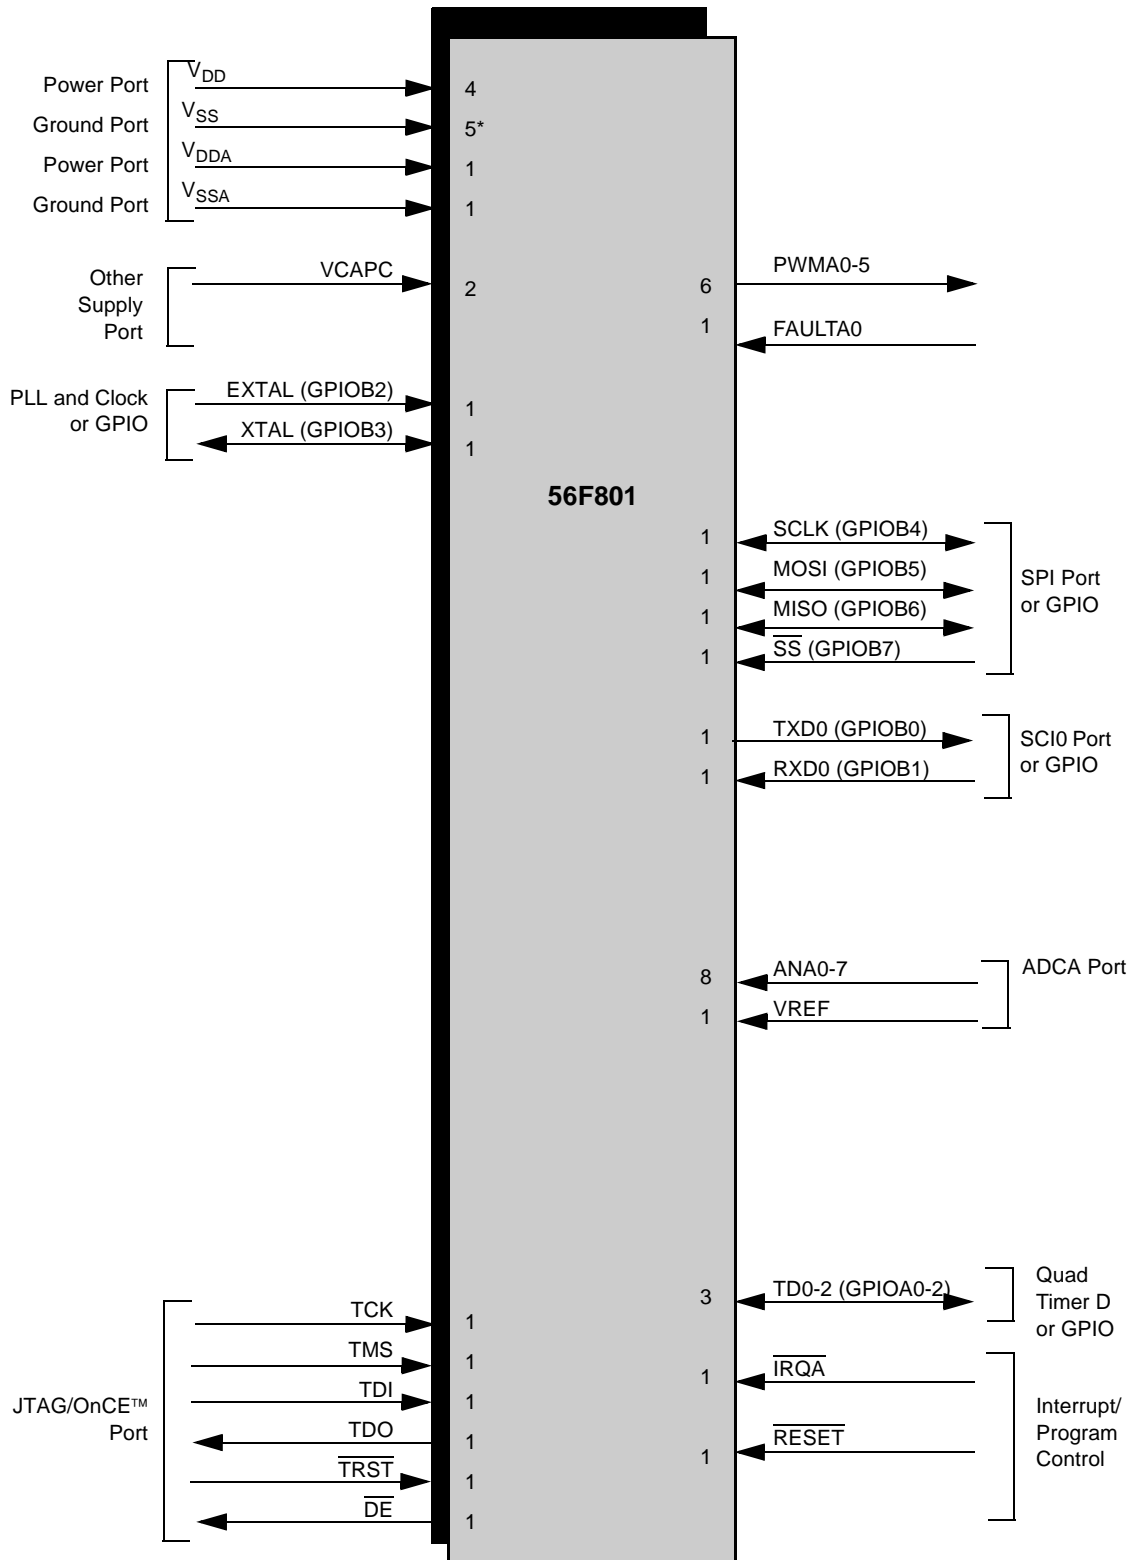 Power Port VDD 4
Ground Port VSS 5*
Power Port VDDA 1
Ground Port VSSA 1
Other
Supply
Port
VCAPC 2
6 PWMA0-5
1 FAULTA0
PLL and Clock
or GPIO
EXTAL (GPIOB2) 1
XTAL (GPIOB3) 1
56F801
1 SCLK (GPIOB4)
1 MOSI (GPIOB5)
1 MISO (GPIOB6)
1 S̅S̅ (GPIOB7)
SPI Port
or GPIO
1 TXD0 (GPIOB0)
1 RXD0 (GPIOB1)
SCI0 Port
or GPIO
8 ANA0-7
1 VREF
ADCA Port
3 TD0-2 (GPIOA0-2)
Quad
Timer D
or GPIO
1 I̅R̅Q̅A̅
1 R̅E̅S̅E̅T̅
Interrupt/
Program
Control
JTAG/OnCE™
Port
TCK 1
TMS 1
TDI 1
TDO 1
T̅R̅S̅T̅ 1
D̅E̅ 1